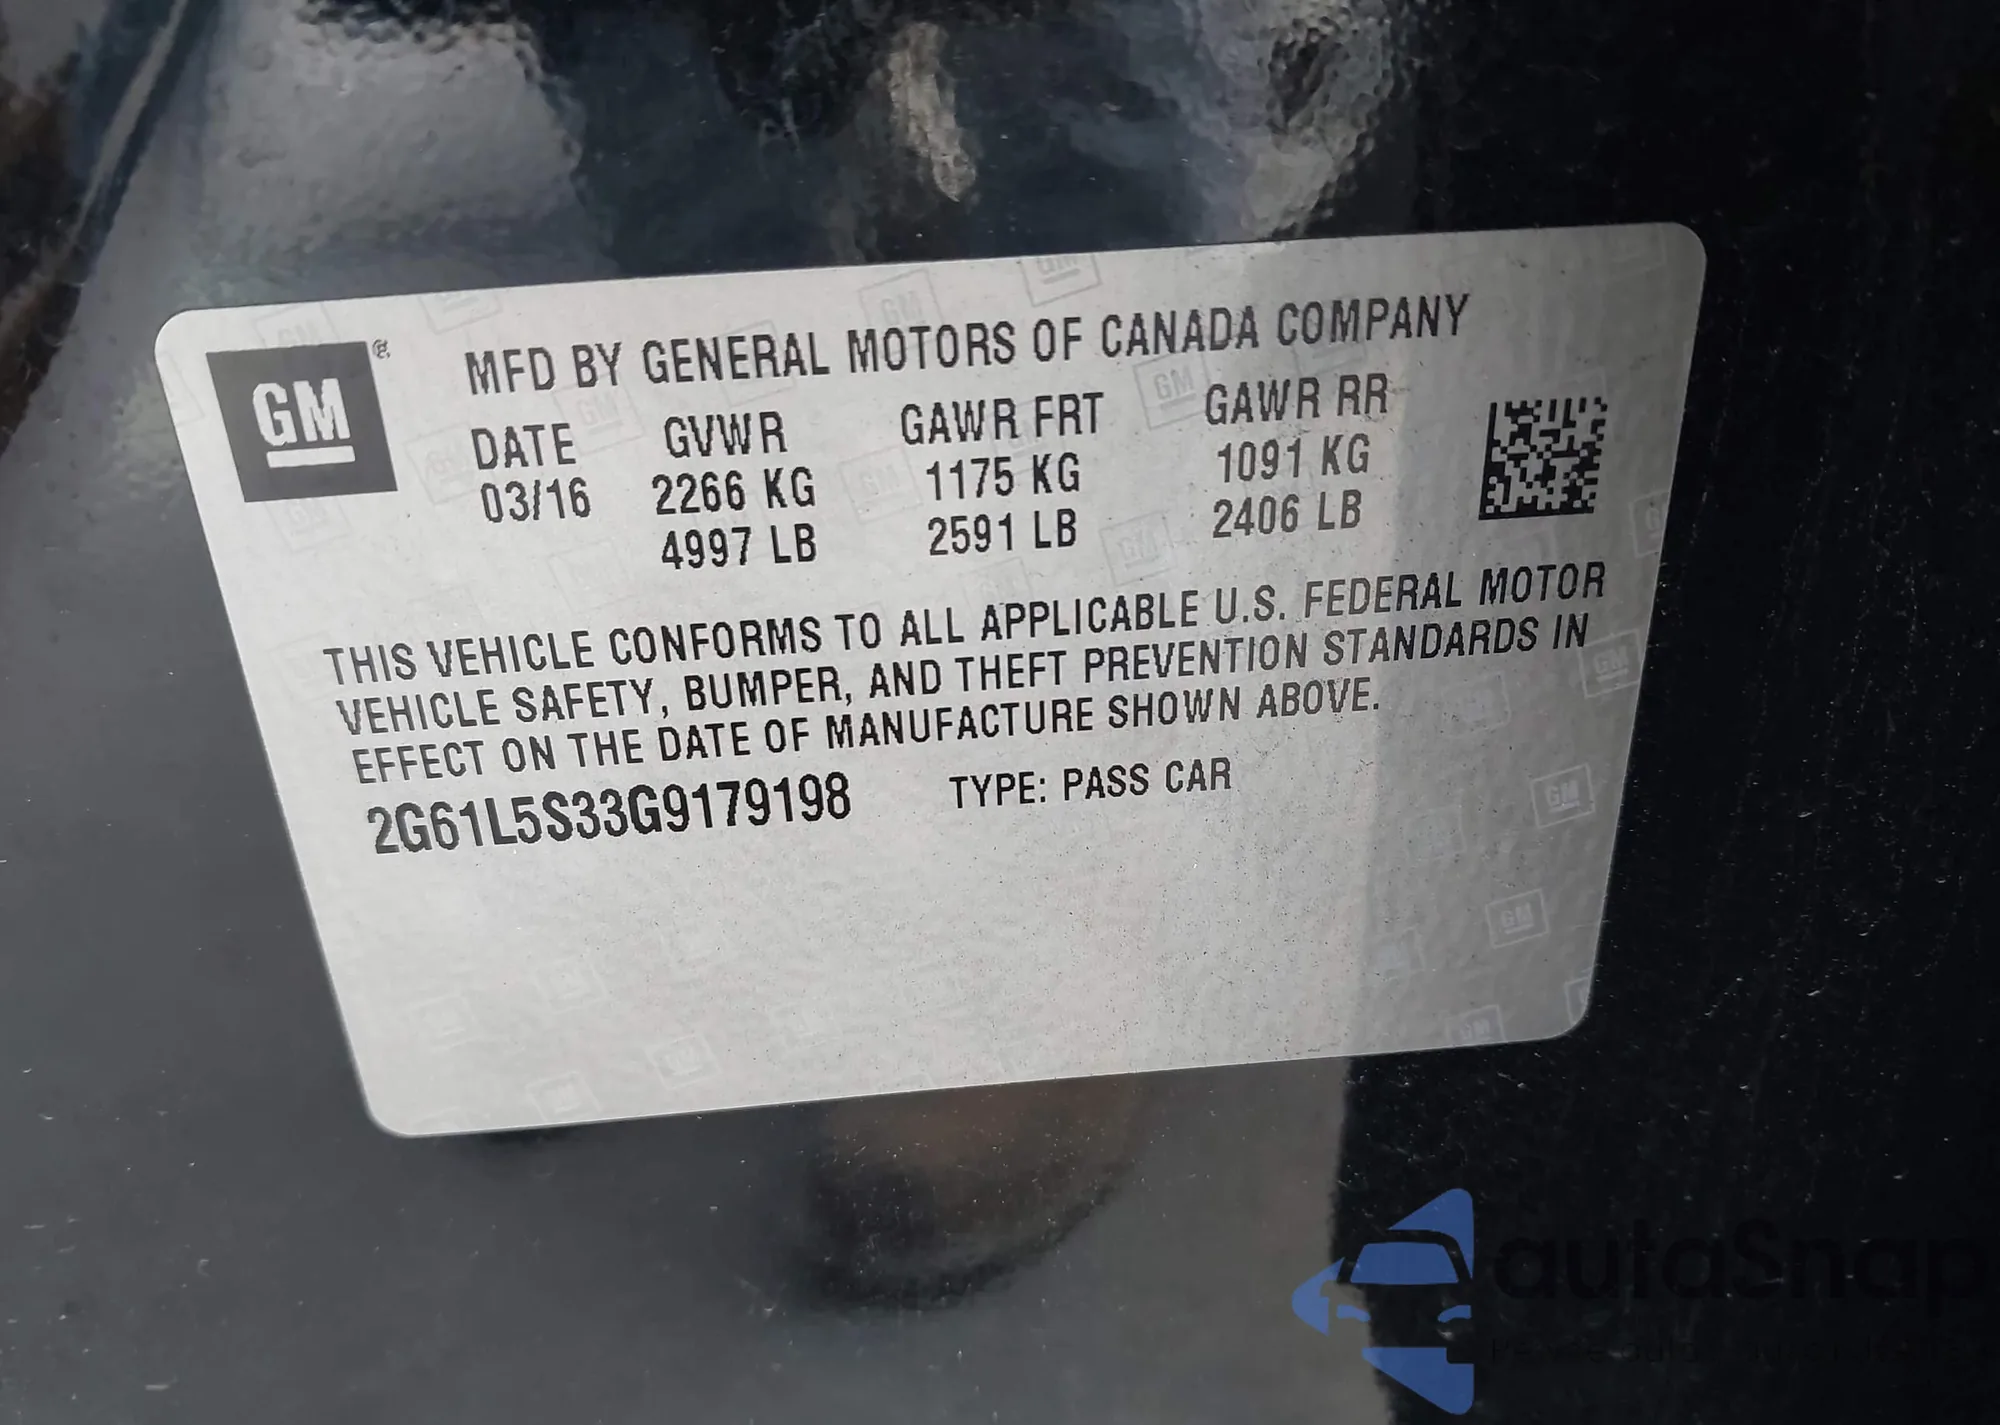 GM
MFD BY GENERAL MOTORS OF CANADA COMPANY
DATE GVWR GAWR FRT GAWR RR
03/16 2266 KG 1175 KG 1091 KG
4997 LB 2591 LB 2406 LB
THIS VEHICLE CONFORMS TO ALL APPLICABLE U.S. FEDERAL MOTOR
VEHICLE SAFETY, BUMPER, AND THEFT PREVENTION STANDARDS IN
EFFECT ON THE DATE OF MANUFACTURE SHOWN ABOVE.
2G61L5S33G9179198 TYPE: PASS CAR
autoSnap